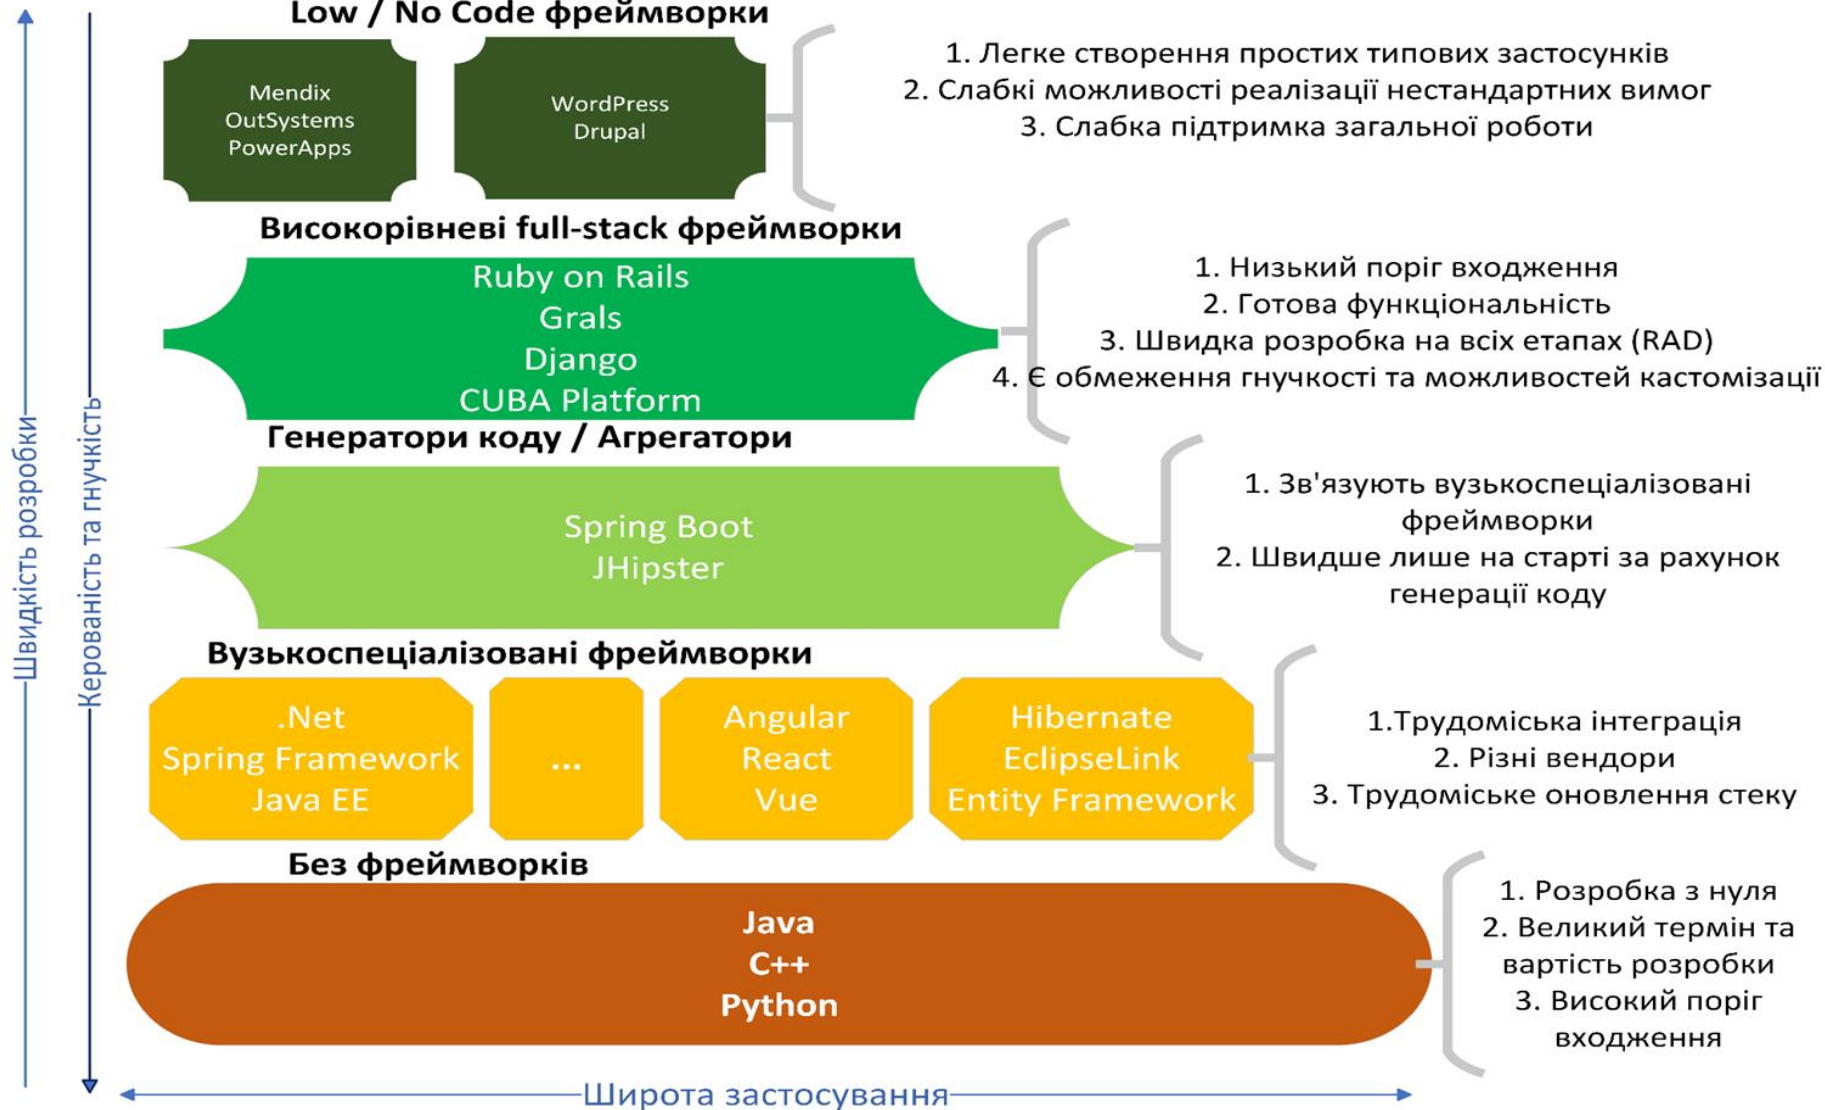 Low / No Code фреймворки
Mendix
OutSystems
PowerApps
WordPress
Drupal
1. Легке створення простих типових застосунків
2. Слабкі можливості реалізації нестандартних вимог
3. Слабка підтримка загальної роботи
Високорівневі full-stack фреймворки
Ruby on Rails
Grals
Django
CUBA Platform
1. Низький поріг входження
2. Готова функціональність
3. Швидка розробка на всіх етапах (RAD)
4. Є обмеження гнучкості та можливостей кастомізації
Генератори коду / Агрегатори
Spring Boot
JHipster
1. Зв'язують вузькоспеціалізовані
фреймворки
2. Швидше лише на старті за рахунок
генерації коду
Вузькоспеціалізовані фреймворки
.Net
Spring Framework
Java EE
...
Angular
React
Vue
Hibernate
EclipseLink
Entity Framework
1.Трудоміська інтеграція
2. Різні вендори
3. Трудоміське оновлення стеку
Без фреймворків
Java
C++
Python
1. Розробка з нуля
2. Великий термін та
вартість розробки
3. Високий поріг
входження
Швидкість розробки
Керованість та гнучкість
Широта застосування